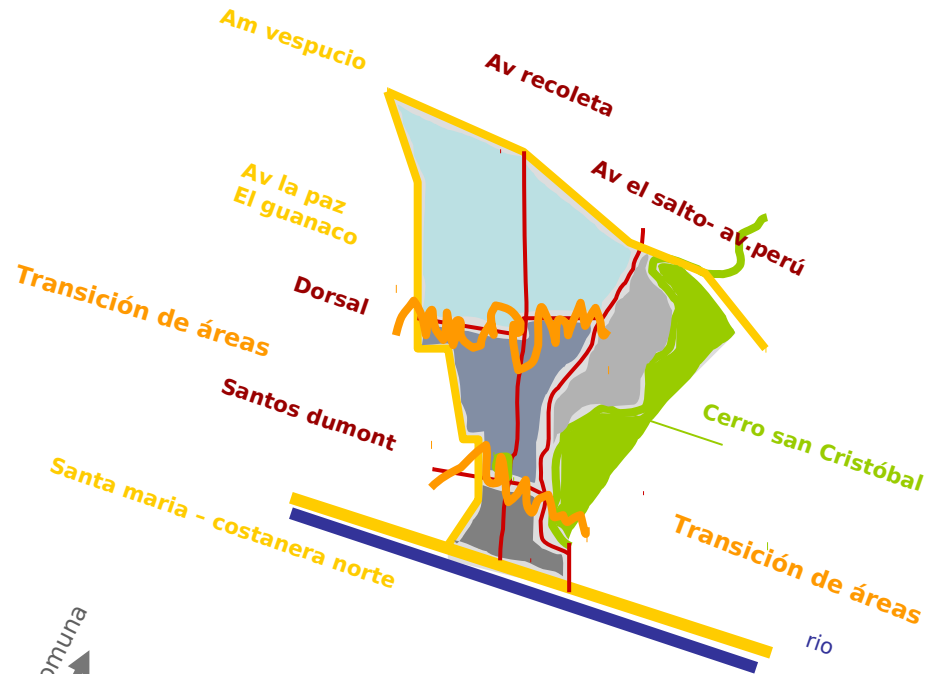 Am vespucio
Av recoleta
Av la paz
El guanaco
Av el salto- av.perú
Transición de áreas
Dorsal
Santos dumont
Cerro san Cristóbal
Santa maria – costanera norte
Transición de áreas
rio